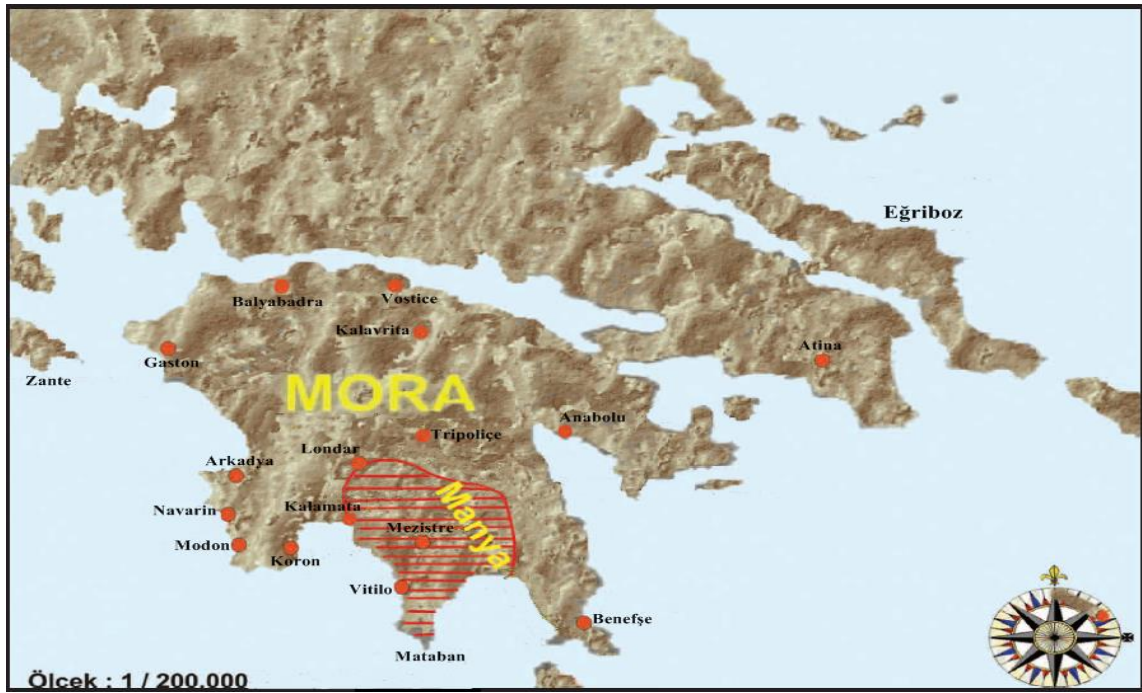 Eğriboz
Balyabadra
Vostice
Kalavrita
Atina
Gaston
Zante
MORA
Anabolu
Tripoliçe
Londar
Arkadya
Manya
Navarin
Kalamata
Mezistre
Modon
Koron
Vitilo
Benefşe
Mataban
Ölcek : 1 / 200.000